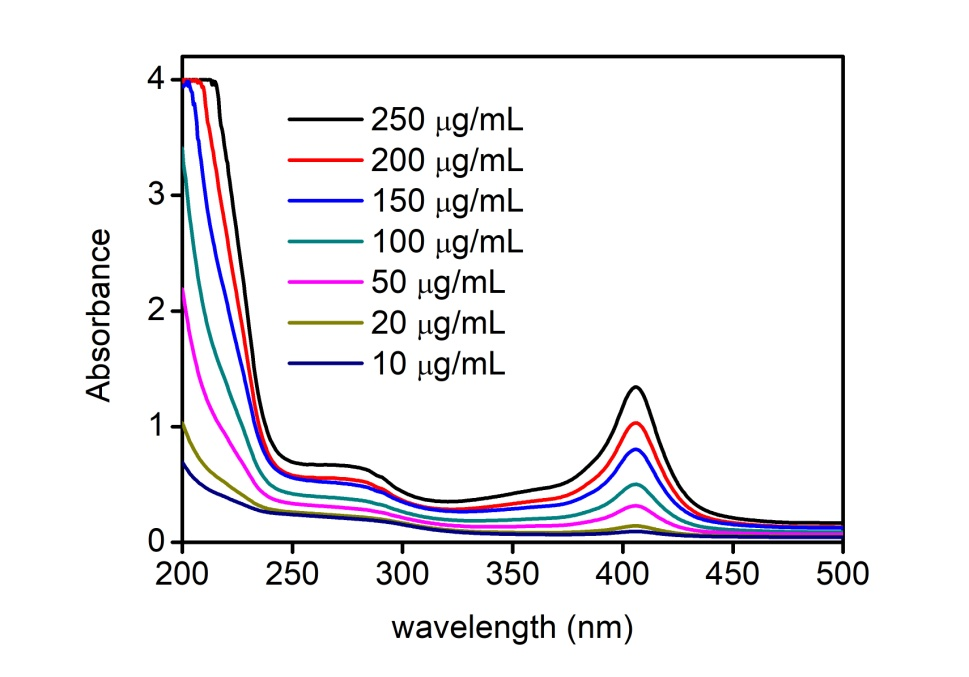 4
3
2
1
0
Absorbance
250 μg/mL
200 μg/mL
150 μg/mL
100 μg/mL
50 μg/mL
20 μg/mL
10 μg/mL
200 250 300 350 400 450 500
wavelength (nm)